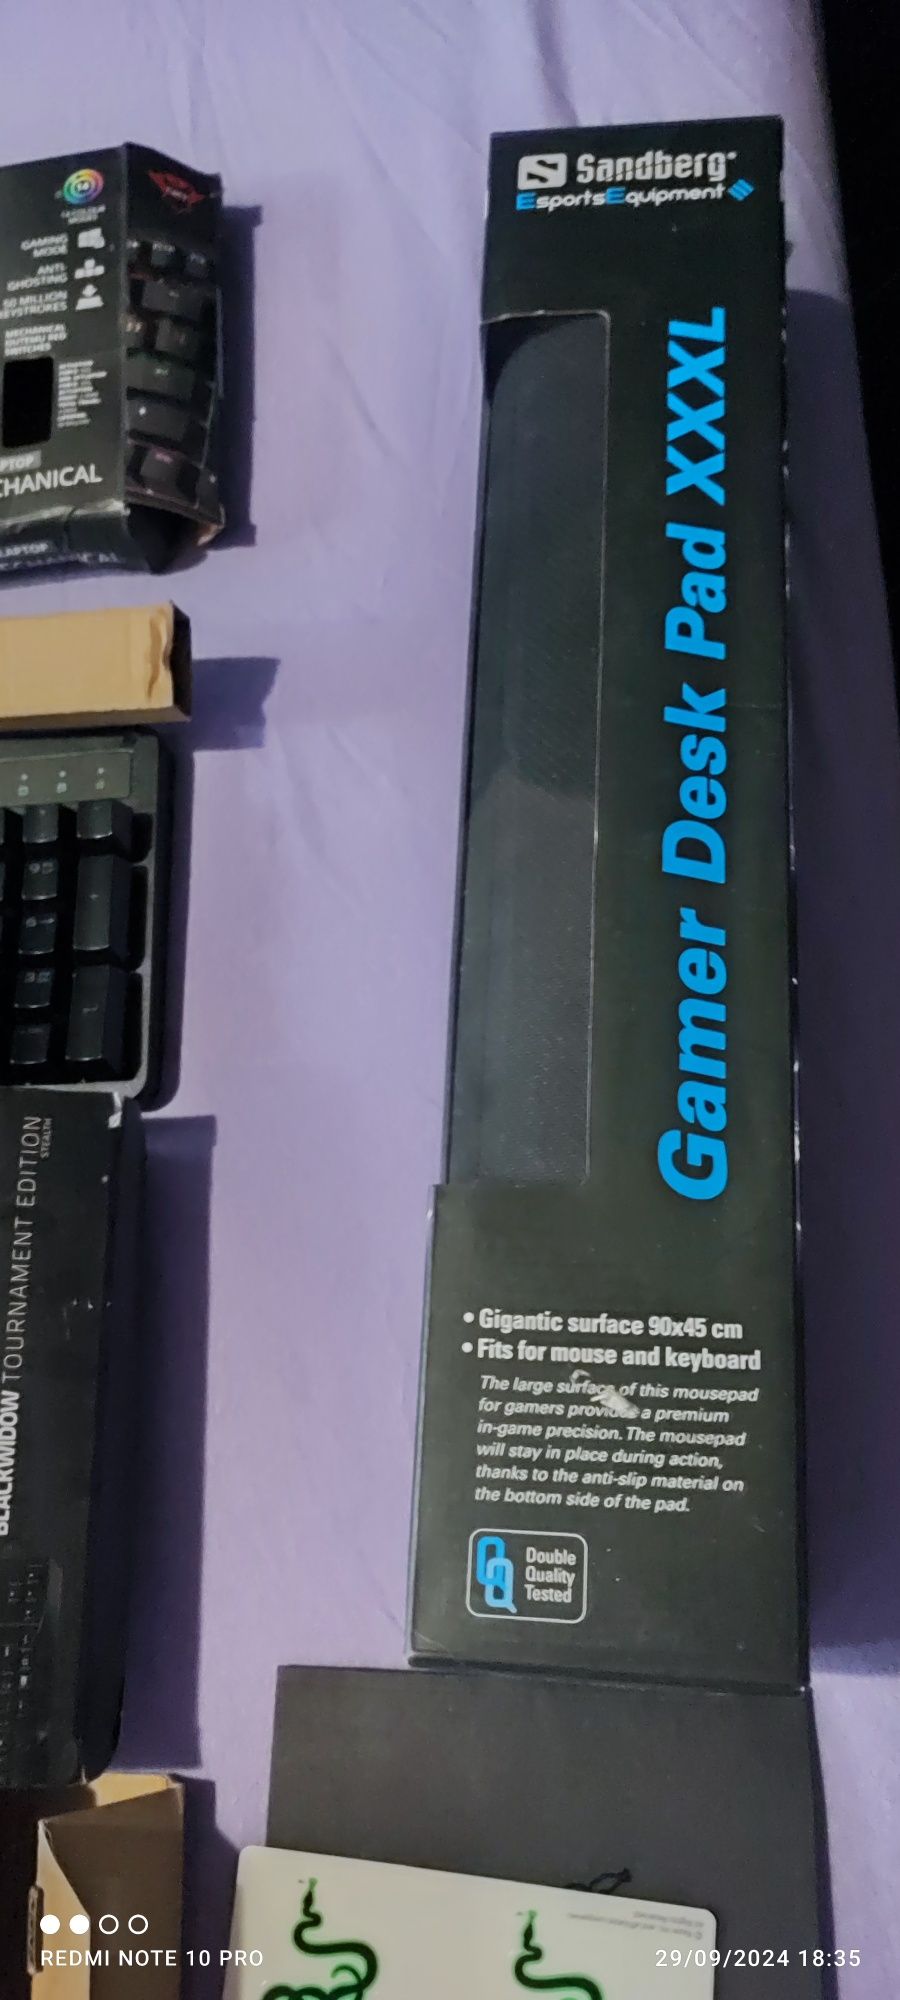 Sandberg
EsportsEquipment
Gamer Desk Pad XXXL
• Gigantic surface 90x45 cm
• Fits for mouse and keyboard
The large surface of this mousepad
for gamers provides a premium
in-game precision. The mousepad
will stay in place during action,
thanks to the anti-slip material on
the bottom side of the pad.
Double
Quality
Tested
GAMING
MODE
ANTI-
GHOSTING
50 MILLION
KEYSTROKES
MECHANICAL
OUTEMU RED
SWITCHES
CHANICAL
LAPTOP
BLACKWIDOW TOURNAMENT EDITION
STEALTH
REDMI NOTE 10 PRO
29/09/2024 18:35